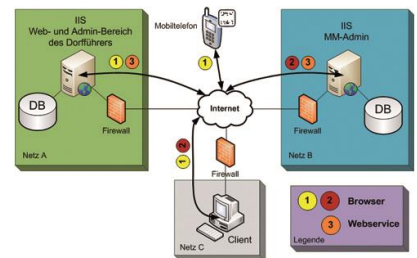 IIS
Web- und Admin-Bereich
des Dorfführers
1 3
DB
Firewall
Netz A
Mobiltelefon
1
Internet
Firewall
2
1
Client
Netz C
IIS
MM-Admin
2 3
DB
Firewall
Netz B
1 2 Browser
3 Webservice
Legende